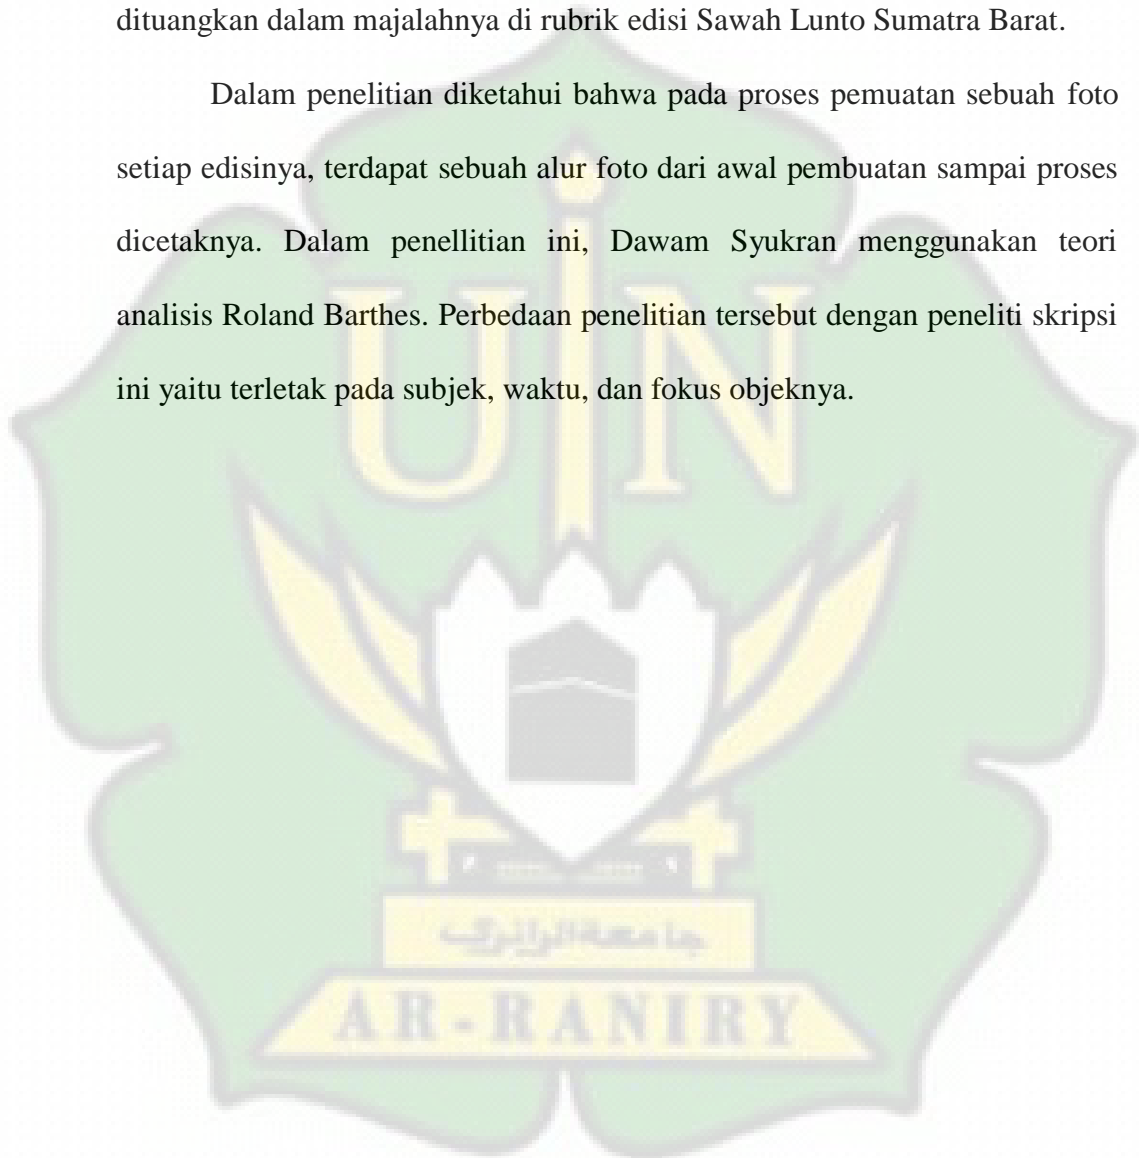 dituangkan dalam majalahnya di rubrik edisi Sawah Lunto Sumatra Barat.
Dalam penelitian diketahui bahwa pada proses pemuatan sebuah foto
setiap edisinya, terdapat sebuah alur foto dari awal pembuatan sampai proses
dicetaknya. Dalam penellitian ini, Dawam Syukran menggunakan teori
analisis Roland Barthes. Perbedaan penelitian tersebut dengan peneliti skripsi
ini yaitu terletak pada subjek, waktu, dan fokus objeknya.
UIN
جامعة الرانري
AR-RANIRY